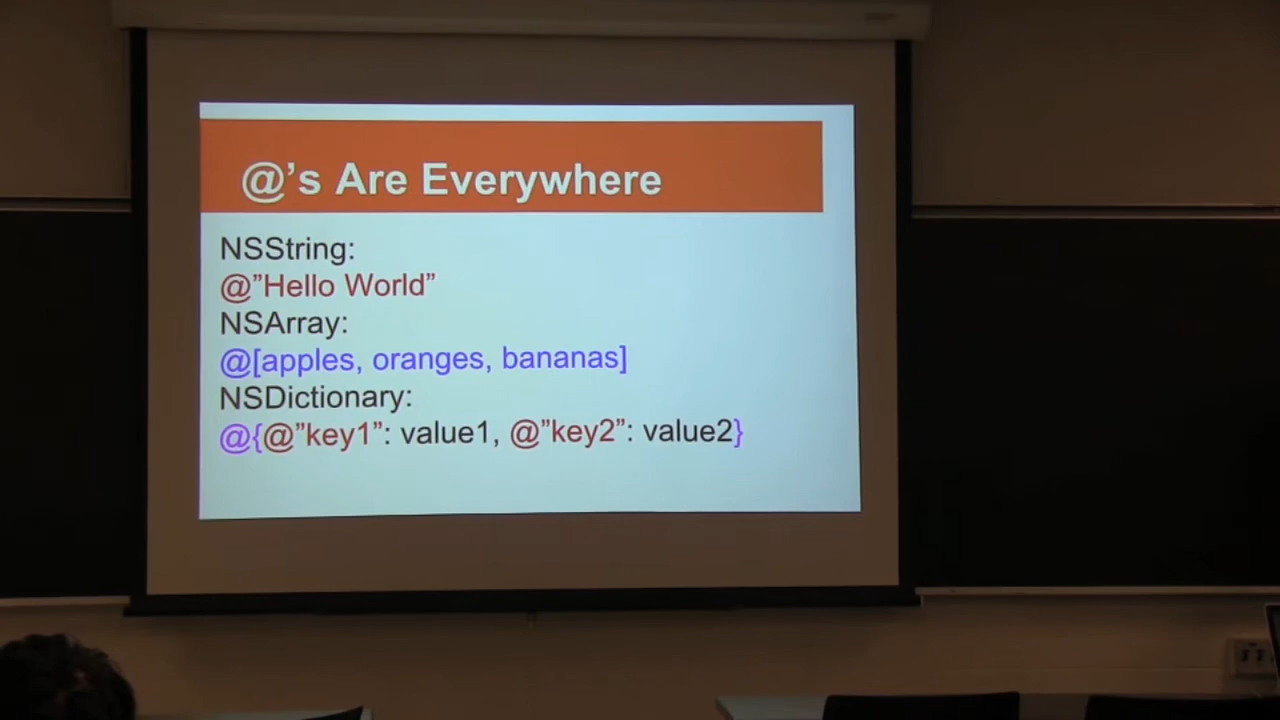 @’s Are Everywhere
NSString:
@”Hello World”
NSArray:
@[apples, oranges, bananas]
NSDictionary:
@{@”key1”: value1, @”key2”: value2}